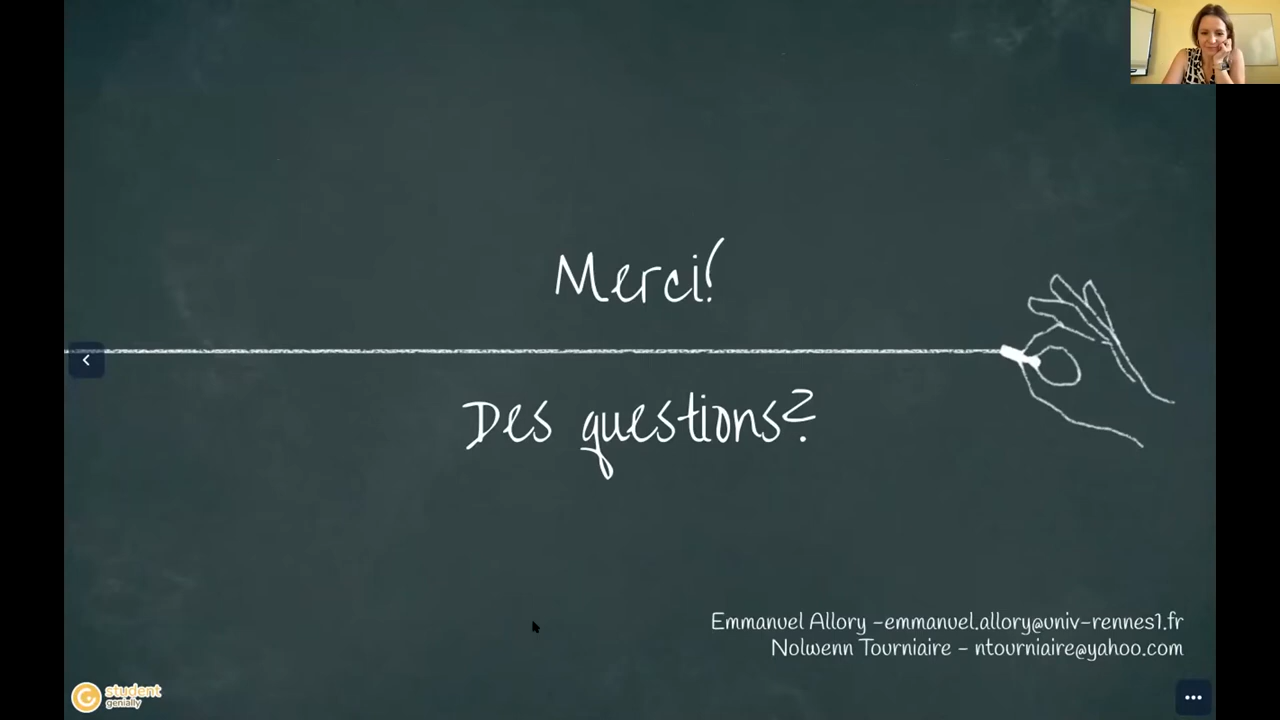 Merci!
Des questions?
Emmanuel Allory -emmanuel.allory@univ-rennes1.fr
Nolwenn Tourniaire - ntourniaire@yahoo.com
student
genially